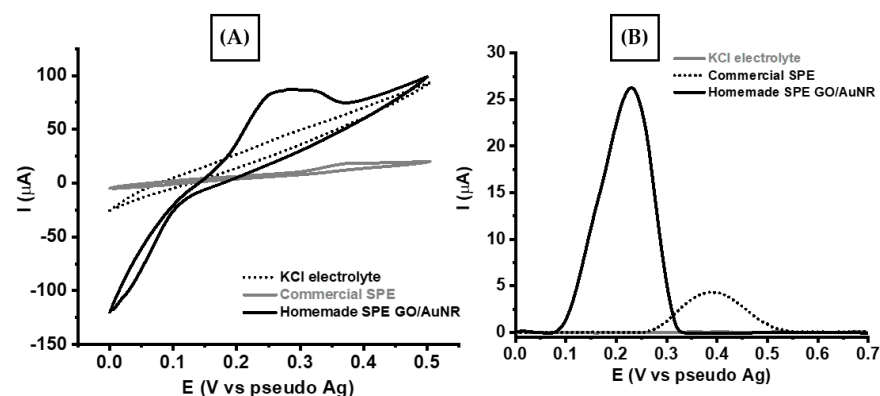 (A)
100
50
0
-50
-100
-150
I (µA)
KCl electrolyte
Commercial SPE
Homemade SPE GO/AuNR
0.0 0.1 0.2 0.3 0.4 0.5
E (V vs pseudo Ag)
(B)
KCl electrolyte
Commercial SPE
Homemade SPE GO/AuNR
30
25
20
15
10
5
0
I (µA)
0.0 0.1 0.2 0.3 0.4 0.5 0.6 0.7
E (V vs pseudo Ag)